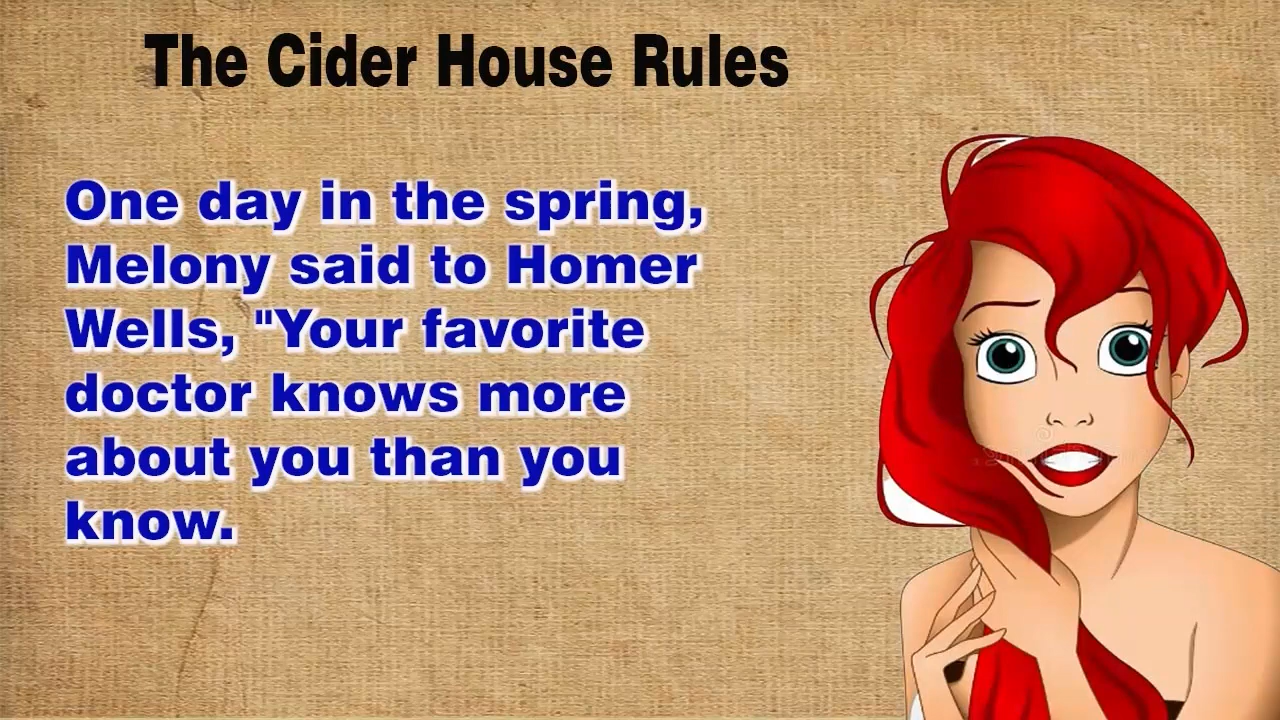 The Cider House Rules
One day in the spring,
Melony said to Homer
Wells, "Your favorite
doctor knows more
about you than you
know.